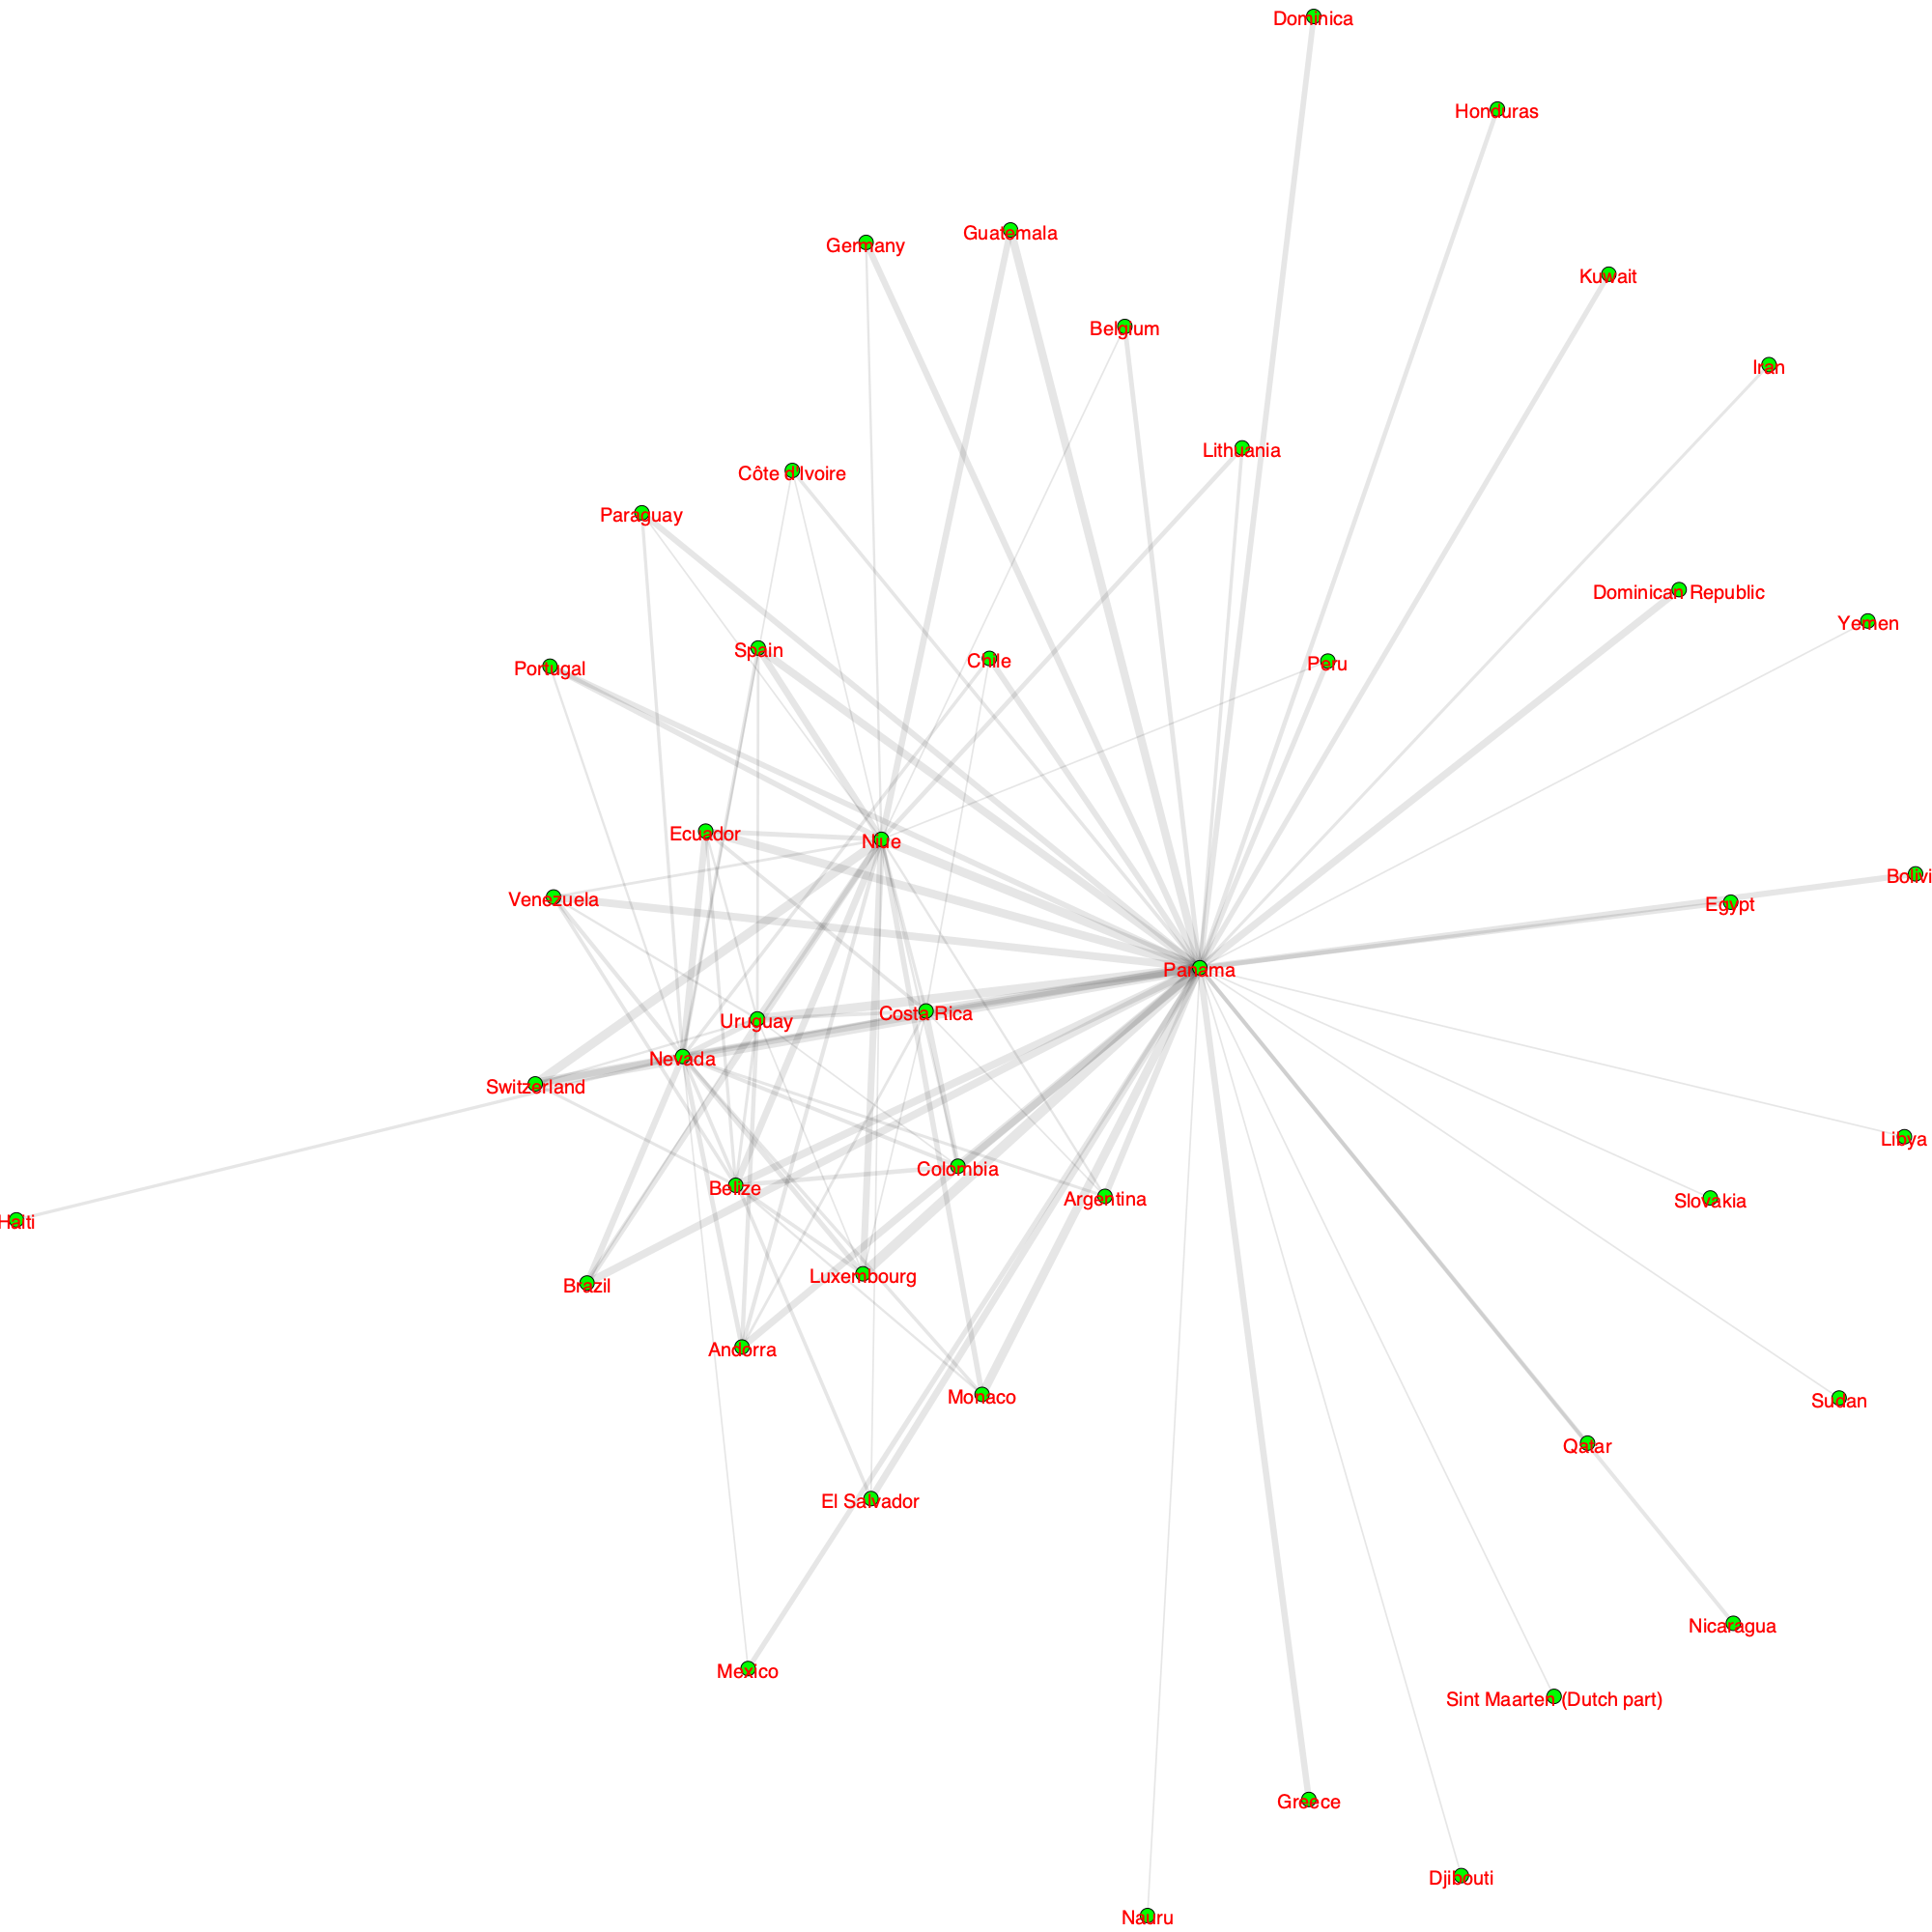 Dominica
Honduras
Germany
Guatemala
Kuwait
Belgium
Iran
Lithuania
Côte d'Ivoire
Paraguay
Dominican Republic
Yemen
Spain
Chile
Peru
Portugal
Ecuador
Niue
Bolivi
Venezuela
Egypt
Panama
Costa Rica
Uruguay
Nevada
Switzerland
Libya
Colombia
Belize
Argentina
Slovakia
Haiti
Luxembourg
Brazil
Andorra
Monaco
Sudan
Qatar
El Salvador
Nicaragua
Mexico
Sint Maarten (Dutch part)
Greece
Djibouti
Nauru